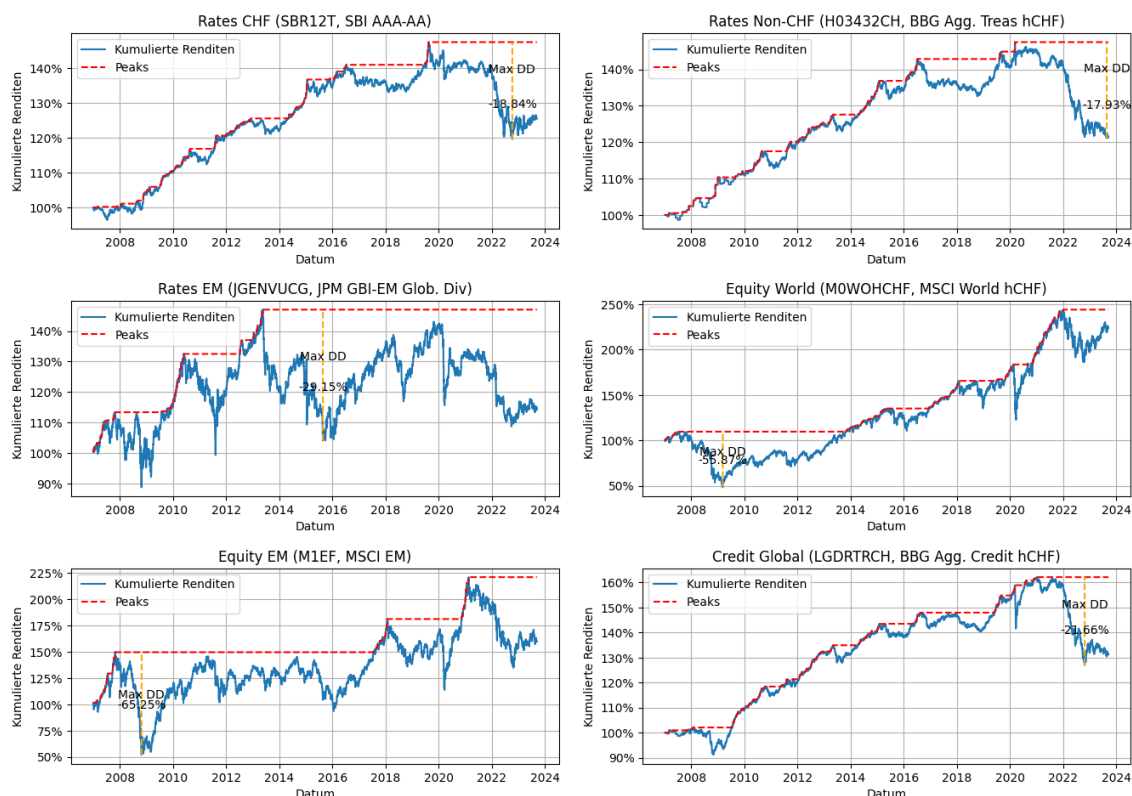 Rates CHF (SBR12T, SBI AAA-AA)
Kumulierte Renditen
Kumulierte Renditen
Peaks
140%
130%
120%
110%
100%
Max DD
-18.84%
2008 2010 2012 2014 2016 2018 2020 2022 2024
Datum
Rates Non-CHF (H03432CH, BBG Agg. Treas hCHF)
Kumulierte Renditen
Kumulierte Renditen
Peaks
140%
130%
120%
110%
100%
Max DD
-17.93%
2008 2010 2012 2014 2016 2018 2020 2022 2024
Datum
Rates EM (JGENVUCG, JPM GBI-EM Glob. Div)
Kumulierte Renditen
Kumulierte Renditen
Peaks
140%
130%
120%
110%
100%
90%
Max DD
-29.15%
2008 2010 2012 2014 2016 2018 2020 2022 2024
Datum
Equity World (M0WOHCHF, MSCI World hCHF)
Kumulierte Renditen
Kumulierte Renditen
Peaks
250%
200%
150%
100%
50%
Max DD
-55.87%
2008 2010 2012 2014 2016 2018 2020 2022 2024
Datum
Equity EM (M1EF, MSCI EM)
Kumulierte Renditen
Kumulierte Renditen
Peaks
225%
200%
175%
150%
125%
100%
75%
50%
Max DD
-65.25%
2008 2010 2012 2014 2016 2018 2020 2022 2024
Datum
Credit Global (LGDRTRCH, BBG Agg. Credit hCHF)
Kumulierte Renditen
Kumulierte Renditen
Peaks
160%
150%
140%
130%
120%
110%
100%
90%
Max DD
-21.66%
2008 2010 2012 2014 2016 2018 2020 2022 2024
Datum